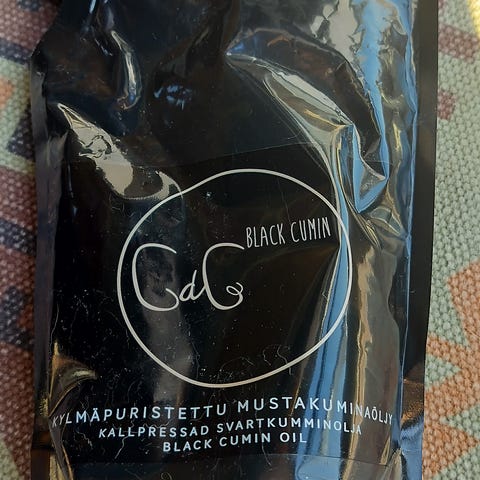 BLACK CUMIN
CdC
KYLMÄPURISTETTU MUSTAKUMINAÖLJY
KALLPRESSAD SVARTKUMMINOLJA
BLACK CUMIN OIL